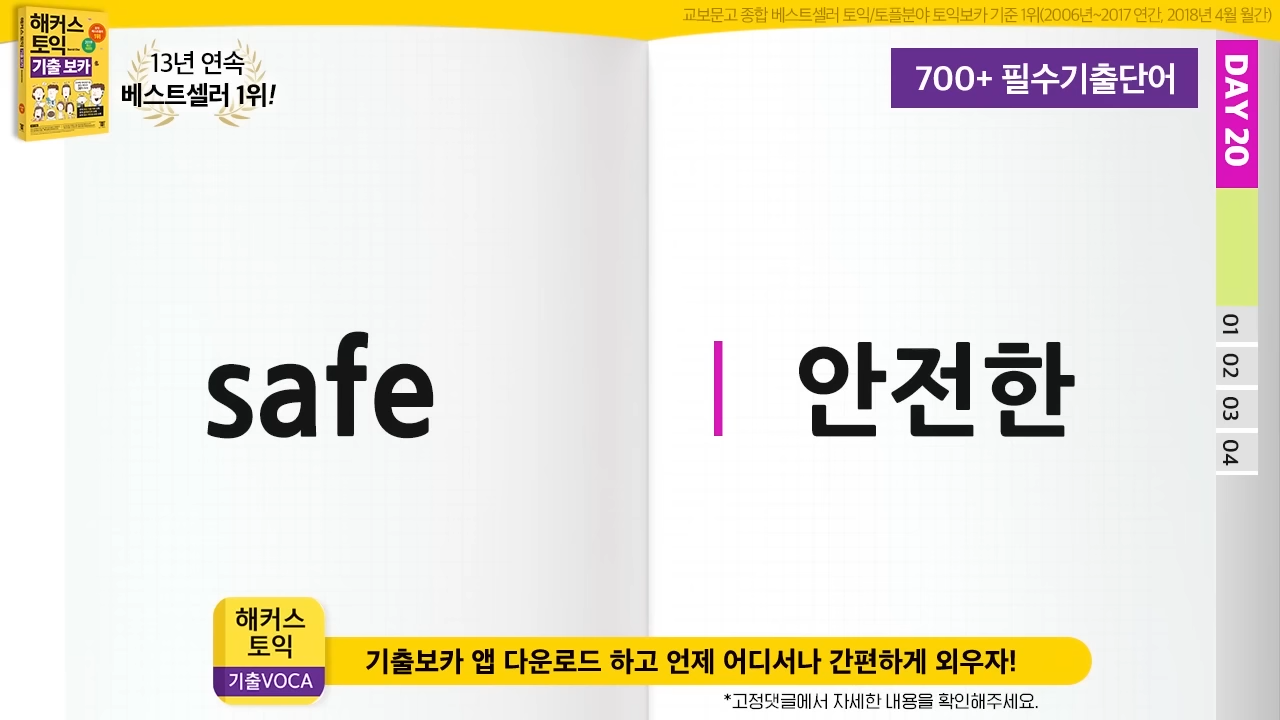 교보문고 종합 베스트셀러 토익/토플분야 토익보카 기준 1위(2006년~2017 연간, 2018년 4월 월간)
해커스
토익
기출 보카
13년 연속
베스트셀러 1위!
700+ 필수기출단어
DAY 20
01
02
03
04
safe
안전한
해커스
토익
기출VOCA
기출보카 앱 다운로드 하고 언제 어디서나 간편하게 외우자!
*고정댓글에서 자세한 내용을 확인해주세요.